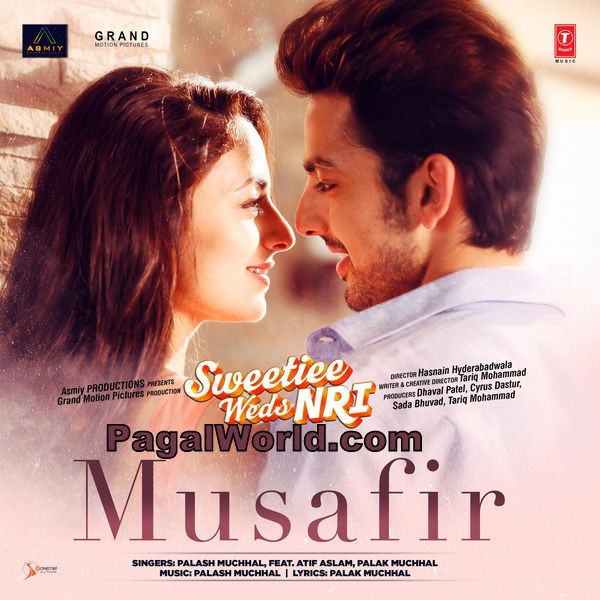 ASMIY
GRAND
MOTION PICTURES
T
SERIES
MUSIC
Asmiy PRODUCTIONS PRESENTS
Grand Motion Pictures PRODUCTION
Sweetiee
Weds NRI
DIRECTOR Hasnain Hyderabadwala
WRITER & CREATIVE DIRECTOR Tariq Mohammad
PRODUCERS Dhaval Patel, Cyrus Dastur,
Sada Bhuvad, Tariq Mohammad
PagalWorld.com
Musafir
SINGERS: PALASH MUCHHAL, FEAT. ATIF ASLAM, PALAK MUCHHAL
MUSIC: PALASH MUCHHAL | LYRICS: PALAK MUCHHAL